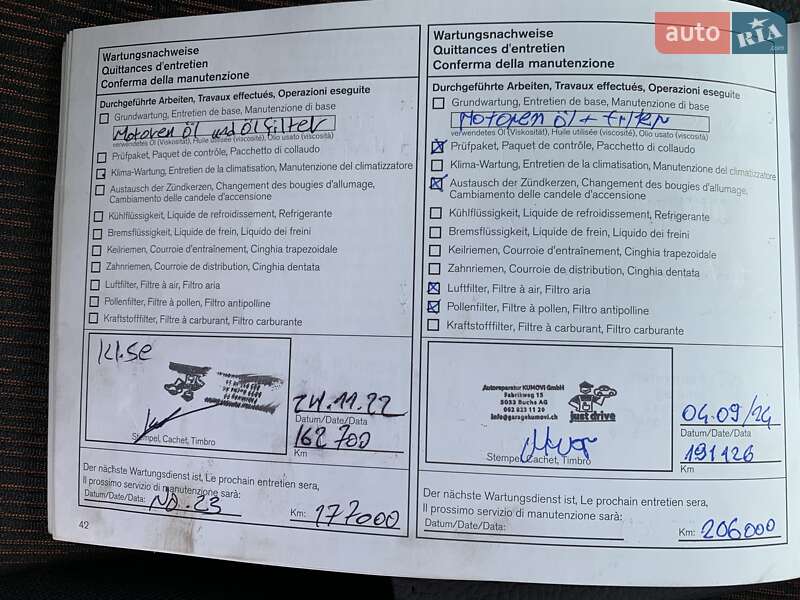 auto RIA.com
Wartungsnachweise
Quittances d'entretien
Conferma della manutenzione
Durchgeführte Arbeiten, Travaux effectués, Operazioni eseguite
Grundwartung, Entretien de base, Manutenzione di base
Motoren Öl und Ölfilter
verwendetes Öl (Viskosität), Huile utilisée (viscosité), Olio usato (viscosità)
Prüfpaket, Paquet de contrôle, Pacchetto di collaudo
Klima-Wartung, Entretien de la climatisation, Manutenzione del climatizzatore
Austausch der Zündkerzen, Changement des bougies d'allumage,
Cambiamento delle candele d'accensione
Kühlflüssigkeit, Liquide de refroidissement, Refrigerante
Bremsflüssigkeit, Liquide de frein, Liquido dei freini
Keilriemen, Courroie d'entraînement, Cinghia trapezoidale
Zahnriemen, Courroie de distribution, Cinghia dentata
Luftfilter, Filtre à air, Filtro aria
Pollenfilter, Filtre à pollen, Filtro antipolline
Kraftstofffilter, Filtre à carburant, Filtro carburante
Stempel, Cachet, Timbro
24.11.22
Datum/Date/Data
162 700
Km
Der nächste Wartungsdienst ist, Le prochain entretien sera,
Il prossimo servizio di manutenzione sarà:
Datum/Date/Data: No. 23
Km: 177000
42
Wartungsnachweise
Quittances d'entretien
Conferma della manutenzione
Durchgeführte Arbeiten, Travaux effectués, Operazioni eseguite
Grundwartung, Entretien de base, Manutenzione di base
Motoren Öl + Filter
verwendetes Öl (Viskosität), Huile utilisée (viscosité), Olio usato (viscosità)
Prüfpaket, Paquet de contrôle, Pacchetto di collaudo
Klima-Wartung, Entretien de la climatisation, Manutenzione del climatizzatore
Austausch der Zündkerzen, Changement des bougies d'allumage,
Cambiamento delle candele d'accensione
Kühlflüssigkeit, Liquide de refroidissement, Refrigerante
Bremsflüssigkeit, Liquide de frein, Liquido dei freini
Keilriemen, Courroie d'entraînement, Cinghia trapezoidale
Zahnriemen, Courroie de distribution, Cinghia dentata
Luftfilter, Filtre à air, Filtro aria
Pollenfilter, Filtre à pollen, Filtro antipolline
Kraftstofffilter, Filtre à carburant, Filtro carburante
Autoreparatur KUMOVI GmbH
Fabrikweg 15
5033 Buchs AG
062 823 11 20
info@garagekumovi.ch
just drive
Stempel, Cachet, Timbro
04.09/24
Datum/Date/Data
191126
Km
Der nächste Wartungsdienst ist, Le prochain entretien sera,
Il prossimo servizio di manutenzione sarà:
Datum/Date/Data:
Km: 206000